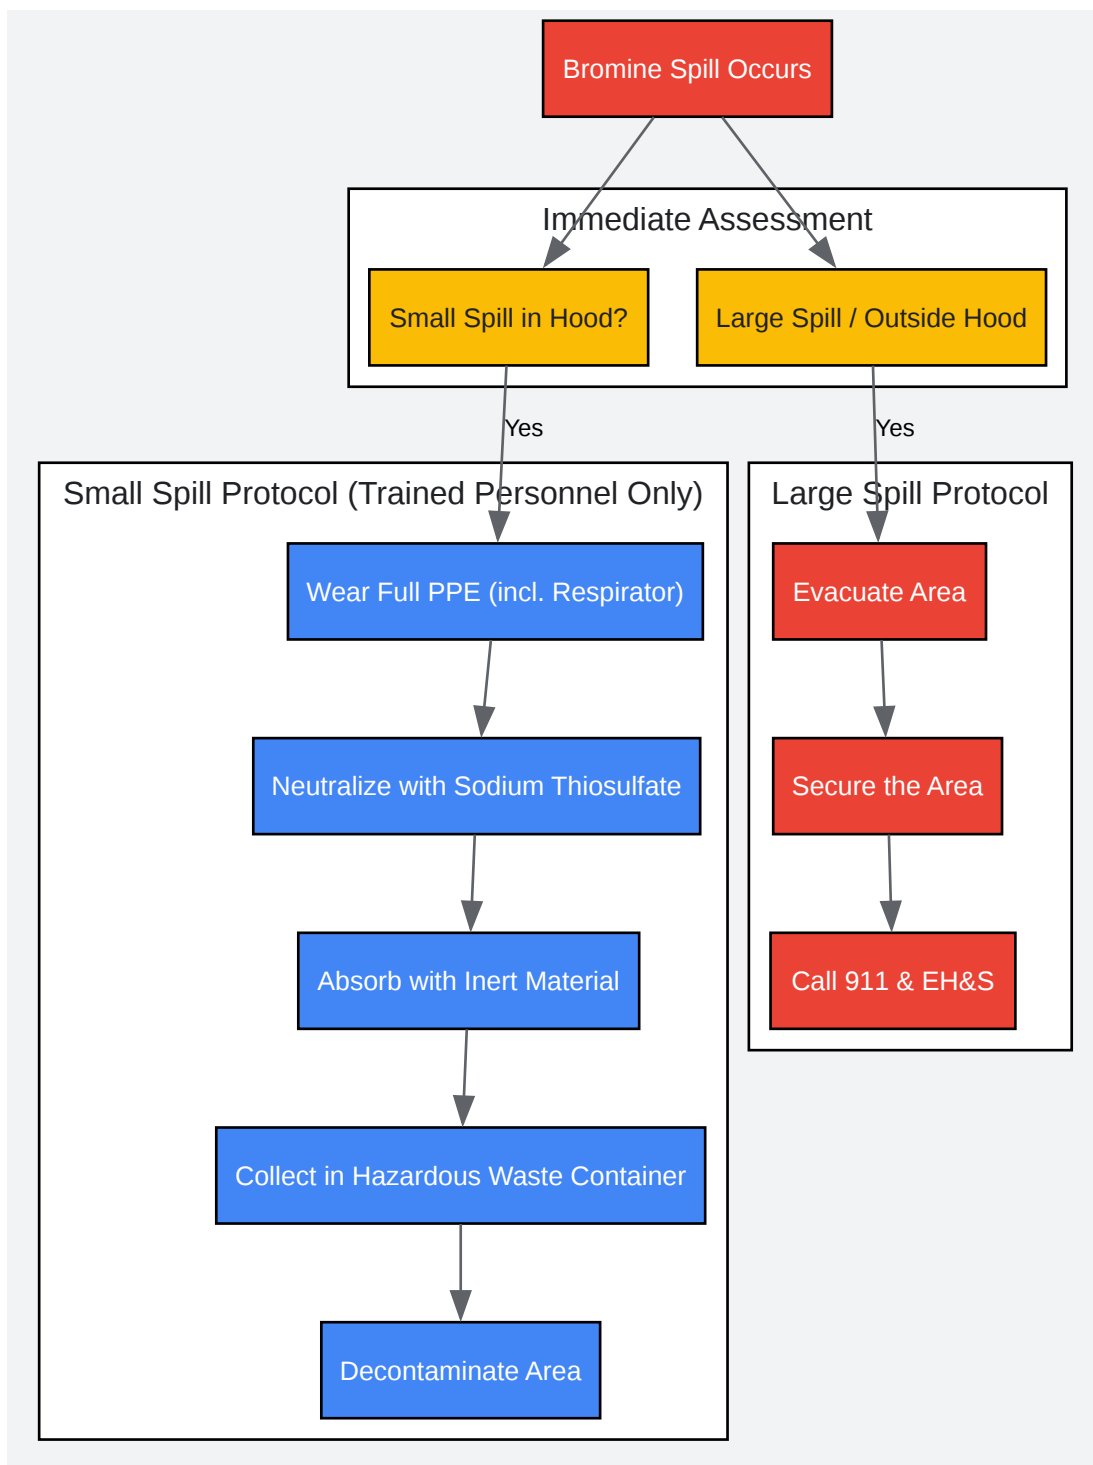 Bromine Spill Occurs
Immediate Assessment
Small Spill in Hood?
Large Spill / Outside Hood
Yes
Yes
Small Spill Protocol (Trained Personnel Only)
Large Spill Protocol
Wear Full PPE (incl. Respirator)
Evacuate Area
Neutralize with Sodium Thiosulfate
Secure the Area
Absorb with Inert Material
Call 911 & EH&S
Collect in Hazardous Waste Container
Decontaminate Area